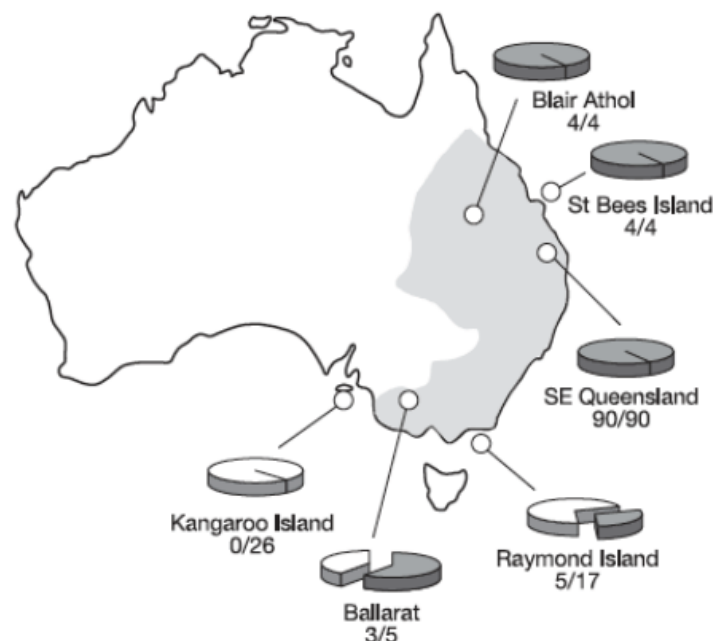 Blair Athol
4/4
St Bees Island
4/4
SE Queensland
90/90
Kangaroo Island
0/26
Raymond Island
5/17
Ballarat
3/5